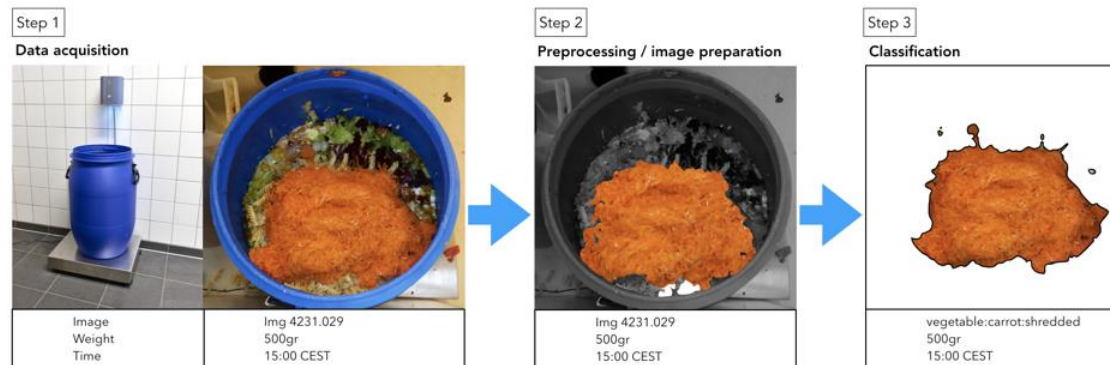 Step 1
Data acquisition
Image
Weight
Time
Img 4231.029
500gr
15:00 CEST
Step 2
Preprocessing / image preparation
Img 4231.029
500gr
15:00 CEST
Step 3
Classification
vegetable:carrot:shredded
500gr
15:00 CEST